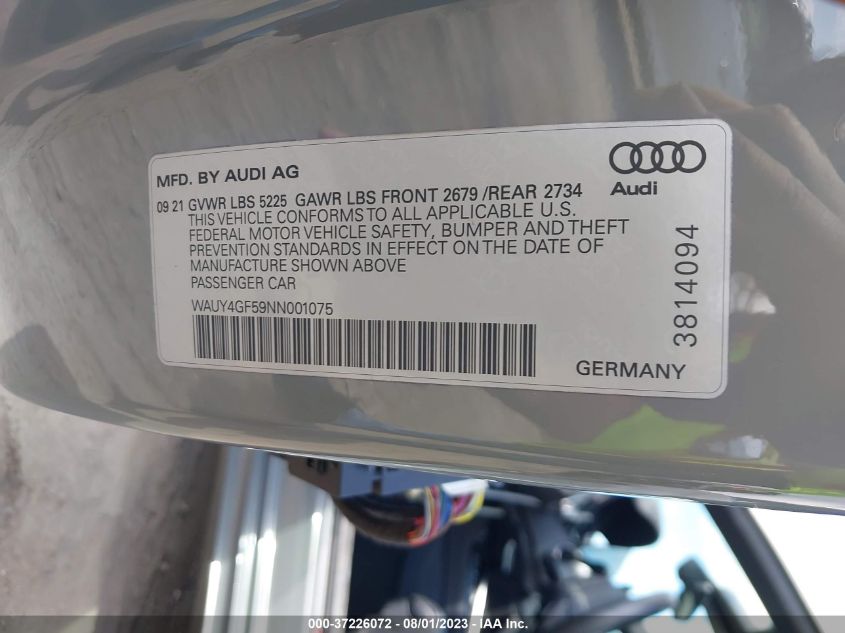 MFD. BY AUDI AG
Audi
09 21 GVWR LBS 5225 GAWR LBS FRONT 2679 /REAR 2734
THIS VEHICLE CONFORMS TO ALL APPLICABLE U.S.
FEDERAL MOTOR VEHICLE SAFETY, BUMPER AND THEFT
PREVENTION STANDARDS IN EFFECT ON THE DATE OF
MANUFACTURE SHOWN ABOVE
PASSENGER CAR
WAUY4GF59NN001075
3814094
GERMANY
000-37226072 - 08/01/2023 - IAA Inc.